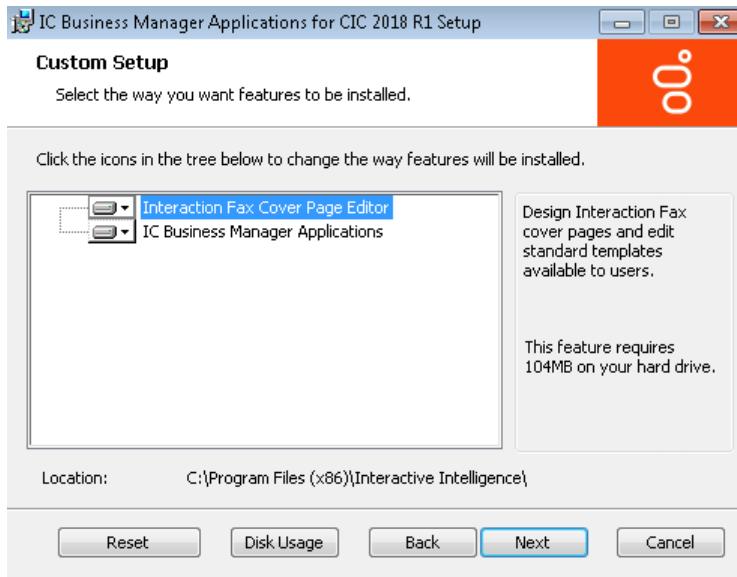 IC Business Manager Applications for CIC 2018 R1 Setup
Custom Setup
Select the way you want features to be installed.
Click the icons in the tree below to change the way features will be installed.
Interaction Fax Cover Page Editor
IC Business Manager Applications
Design Interaction Fax
cover pages and edit
standard templates
available to users.
This feature requires
104MB on your hard drive.
Location: C:\Program Files (x86)\Interactive Intelligence\
Reset Disk Usage Back Next Cancel